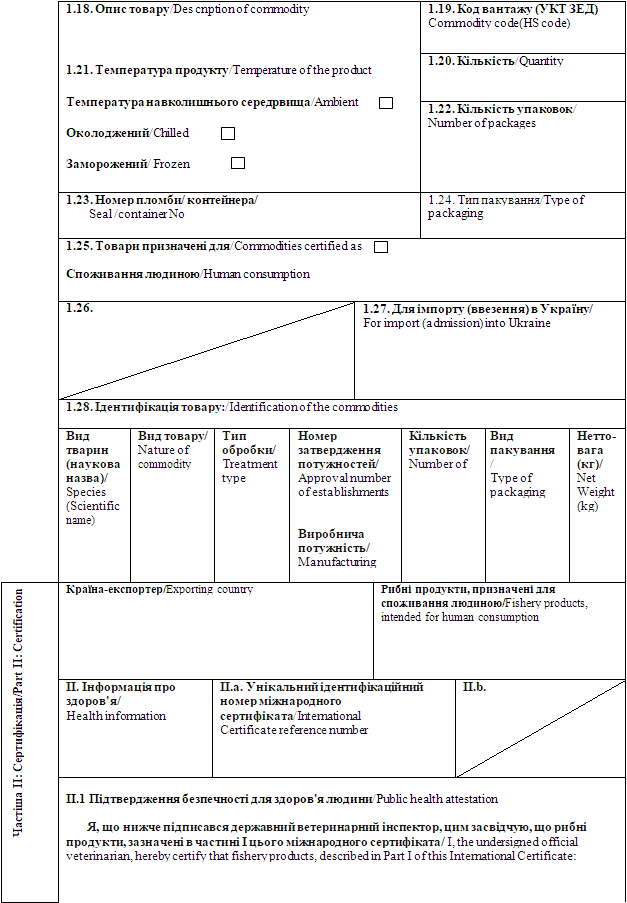 1.18. Опис товару/Des cnption of commodity
1.19. Код вантажу (УКТ ЗЕД)
Commodity code(HS code)
1.20. Кількість/Quantity
1.21. Температура продукту/Temperature of the product
Температура навколишнього середрвища/Ambient
1.22. Кількість упаковок/
Number of packages
Околоджений/Chilled
Заморожений/ Frozen
1.23. Номер пломби/ контейнера/
Seal /container No
1.24. Тип пакування/Type of
packaging
1.25. Товари призначені для/Commodities certified as
Споживання людиною/Human consumption
1.26.
1.27. Для імпорту (ввезення) в Україну/
For import (admission) into Ukraine
1.28. Ідентифікація товару:/Identification of the commodities
Вид
тварин
(наукова
назва)/
Species
(Scientific
name)
Вид товару/
Nature of
commodity
Тип
обробки/
Treatment
type
Номер
затвердження
потужностей/
Approval number
of establishments
Виробнича
потужність/
Manufacturing
Кількість
упаковок/
Number of
Вид
пакування
/
Type of
packaging
Нетто-
вага
(кг)/
Net
Weight
(kg)
Частіша II: Сертифікація/Part II: Certification
Країна-експортер/Exporting country
Рибні продукти, призначені для
споживання людиною/Fishery products,
intended for human consumption
II. Інформація про
здоров'я/
Health information
II.a. Унікальний ідентифікаційний
номер міжнародного
сертифіката/International
Certificate reference number
II.b.
II.1 Підтвердження безпечності для здоров'я людини/Public health attestation
Я, що нижче підписався державний ветеринарний інспектор, цим засвідчую, що рибні
продукти, зазначені в частині I цього міжнародного сертифіката/ I, the undersigned official
veterinarian, hereby certify that fishery products, described in Part I of this International Certificate: